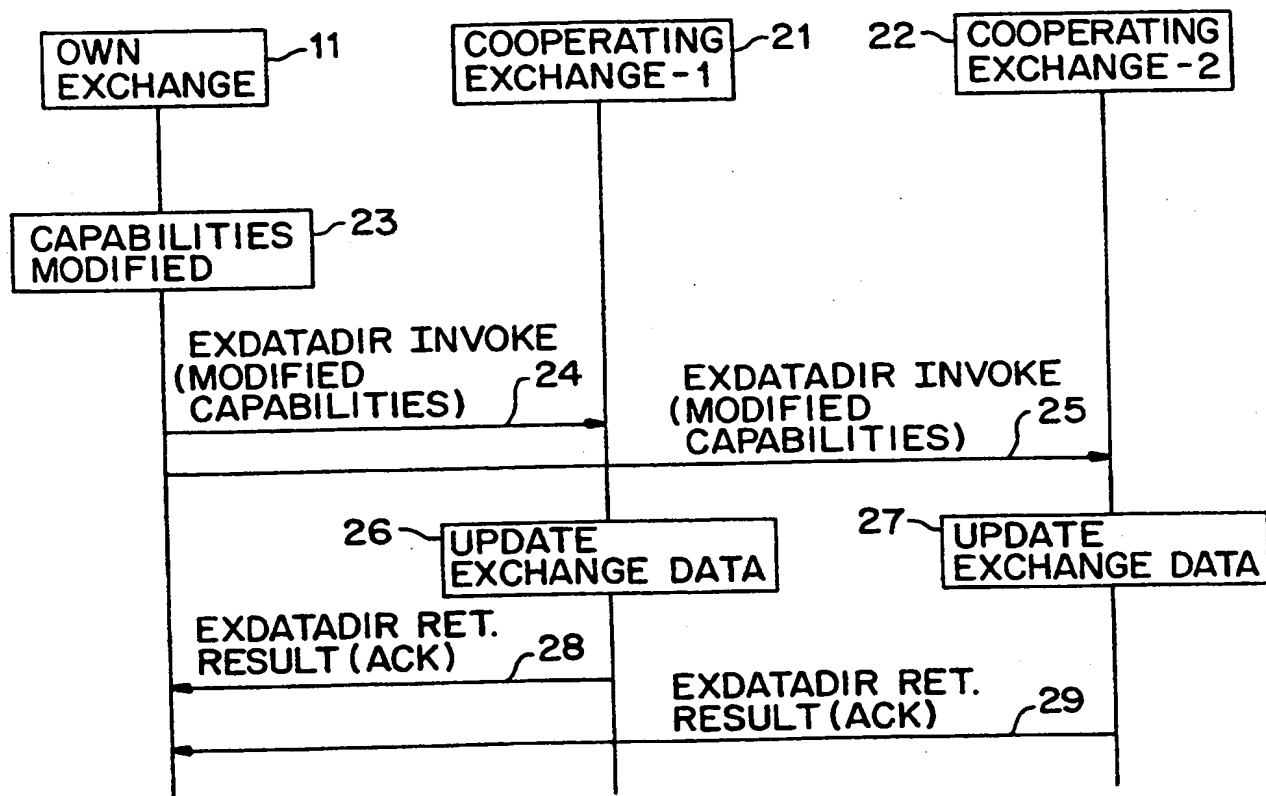 OWN
EXCHANGE
11
COOPERATING
EXCHANGE-1
21
22
COOPERATING
EXCHANGE-2
CAPABILITIES
MODIFIED
23
EXDATADIR INVOKE
(MODIFIED
CAPABILITIES)
24
EXDATADIR INVOKE
(MODIFIED
CAPABILITIES)
25
26
UPDATE
EXCHANGE DATA
27
UPDATE
EXCHANGE DATA
EXDATADIR RET.
RESULT (ACK)
28
EXDATADIR RET.
RESULT (ACK)
29